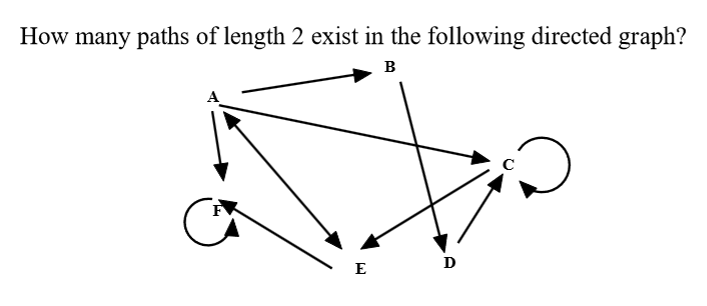 How many paths of length 2 exist in the following directed graph?
B
A
C
F
E
D